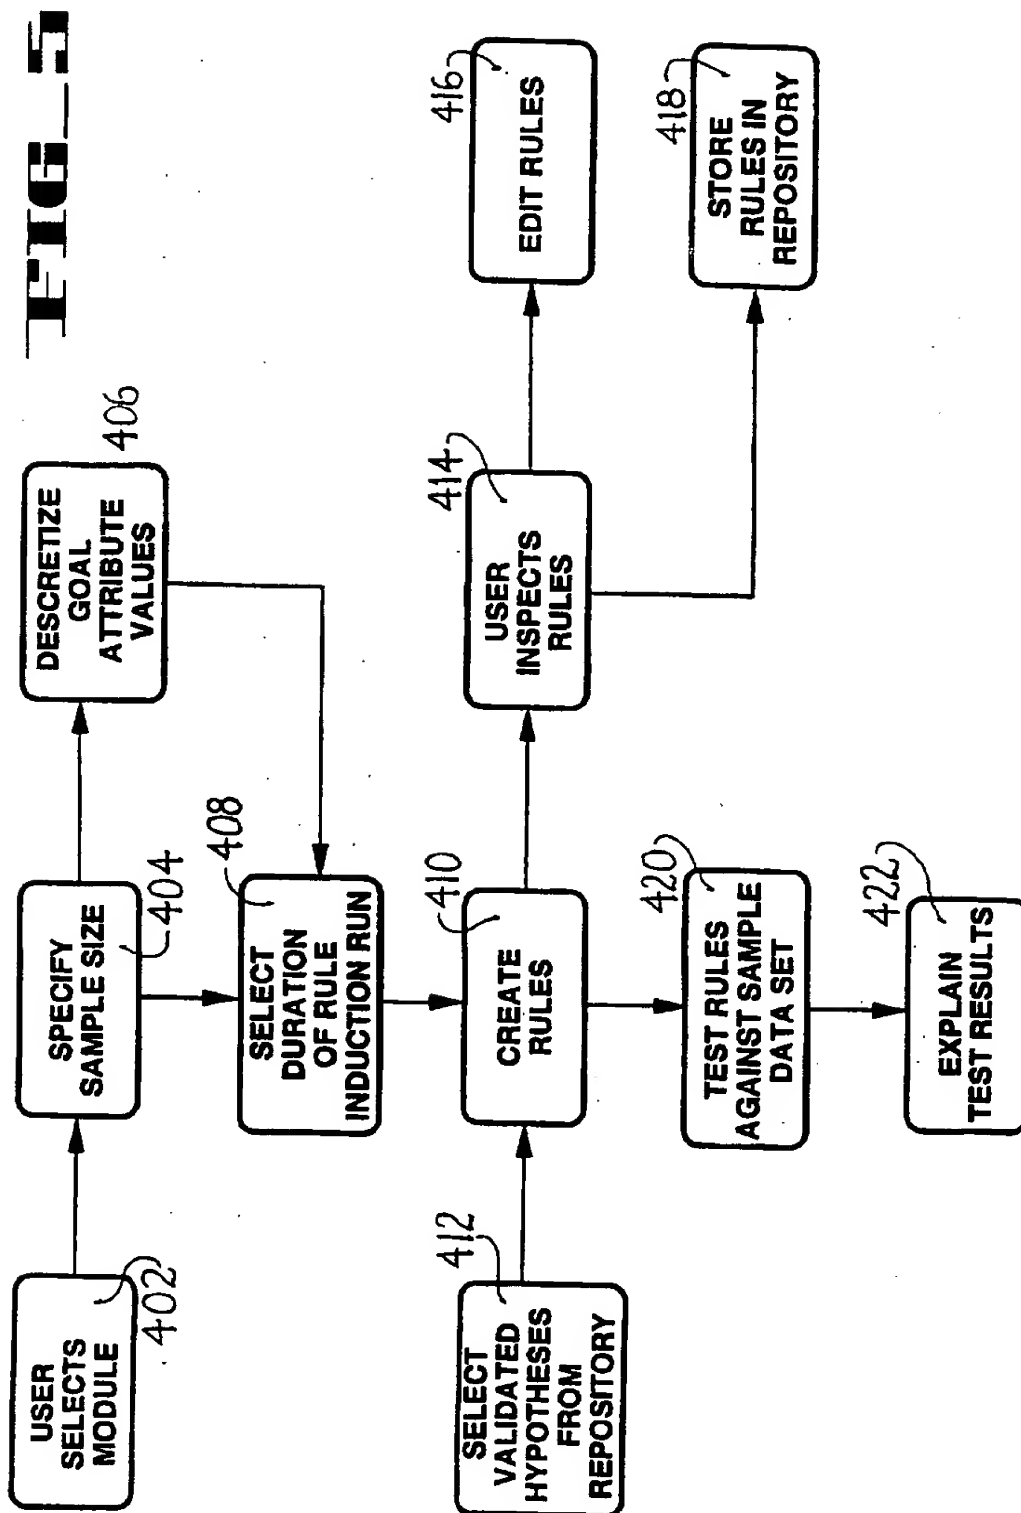 FIG_5
USER
SELECTS
MODULE
402
SPECIFY
SAMPLE SIZE
404
DESCRETIZE
GOAL
ATTRIBUTE
VALUES
406
SELECT
DURATION
OF RULE
INDUCTION RUN
408
SELECT
VALIDATED
HYPOTHESES
FROM
REPOSITORY
412
CREATE
RULES
410
USER
INSPECTS
RULES
414
EDIT RULES
416
STORE
RULES IN
REPOSITORY
418
TEST RULES
AGAINST SAMPLE
DATA SET
420
EXPLAIN
TEST RESULTS
422